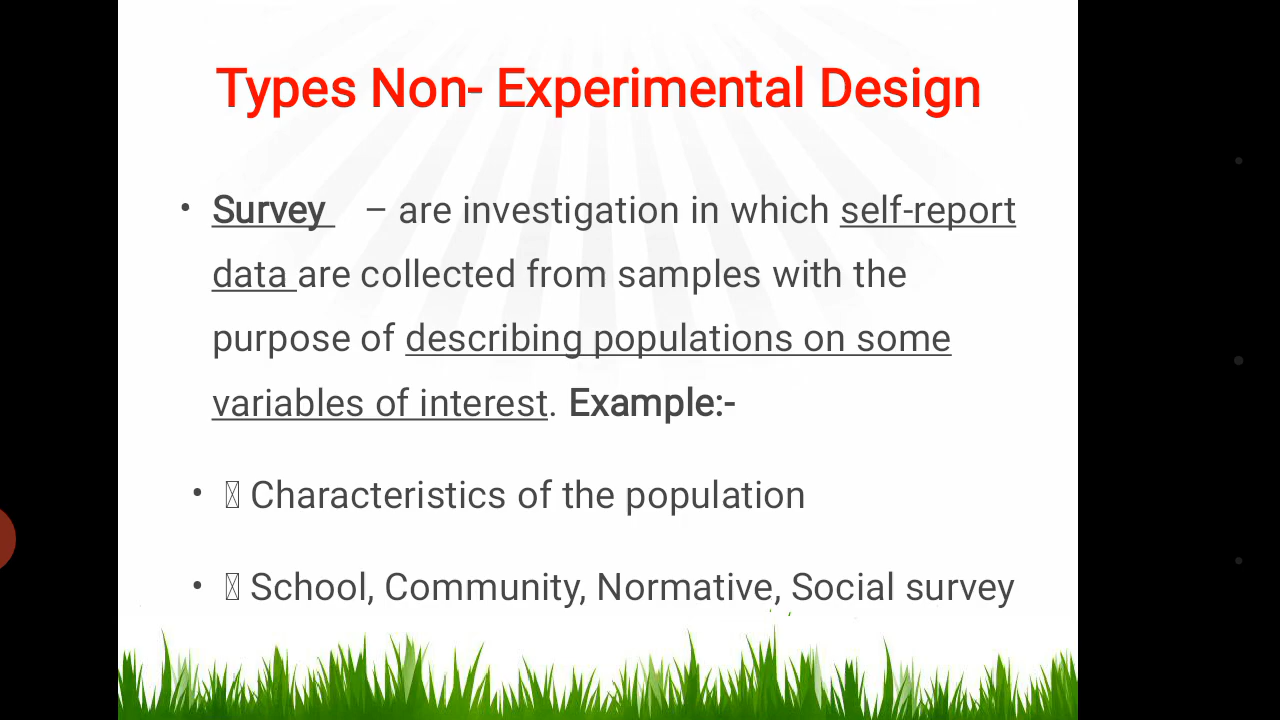 Types Non- Experimental Design
• Survey – are investigation in which self-report
data are collected from samples with the
purpose of describing populations on some
variables of interest. Example:-
• Characteristics of the population
• School, Community, Normative, Social survey